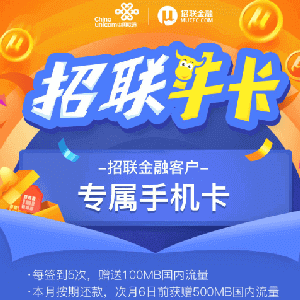 China unicom中国联通 招联金融
MUCFC.COM
招联牛卡
-招联金融客户-
专属手机卡
·每签到5次，赠送100MB国内流量
·本月按期还款，次月6日前获赠500MB国内流量